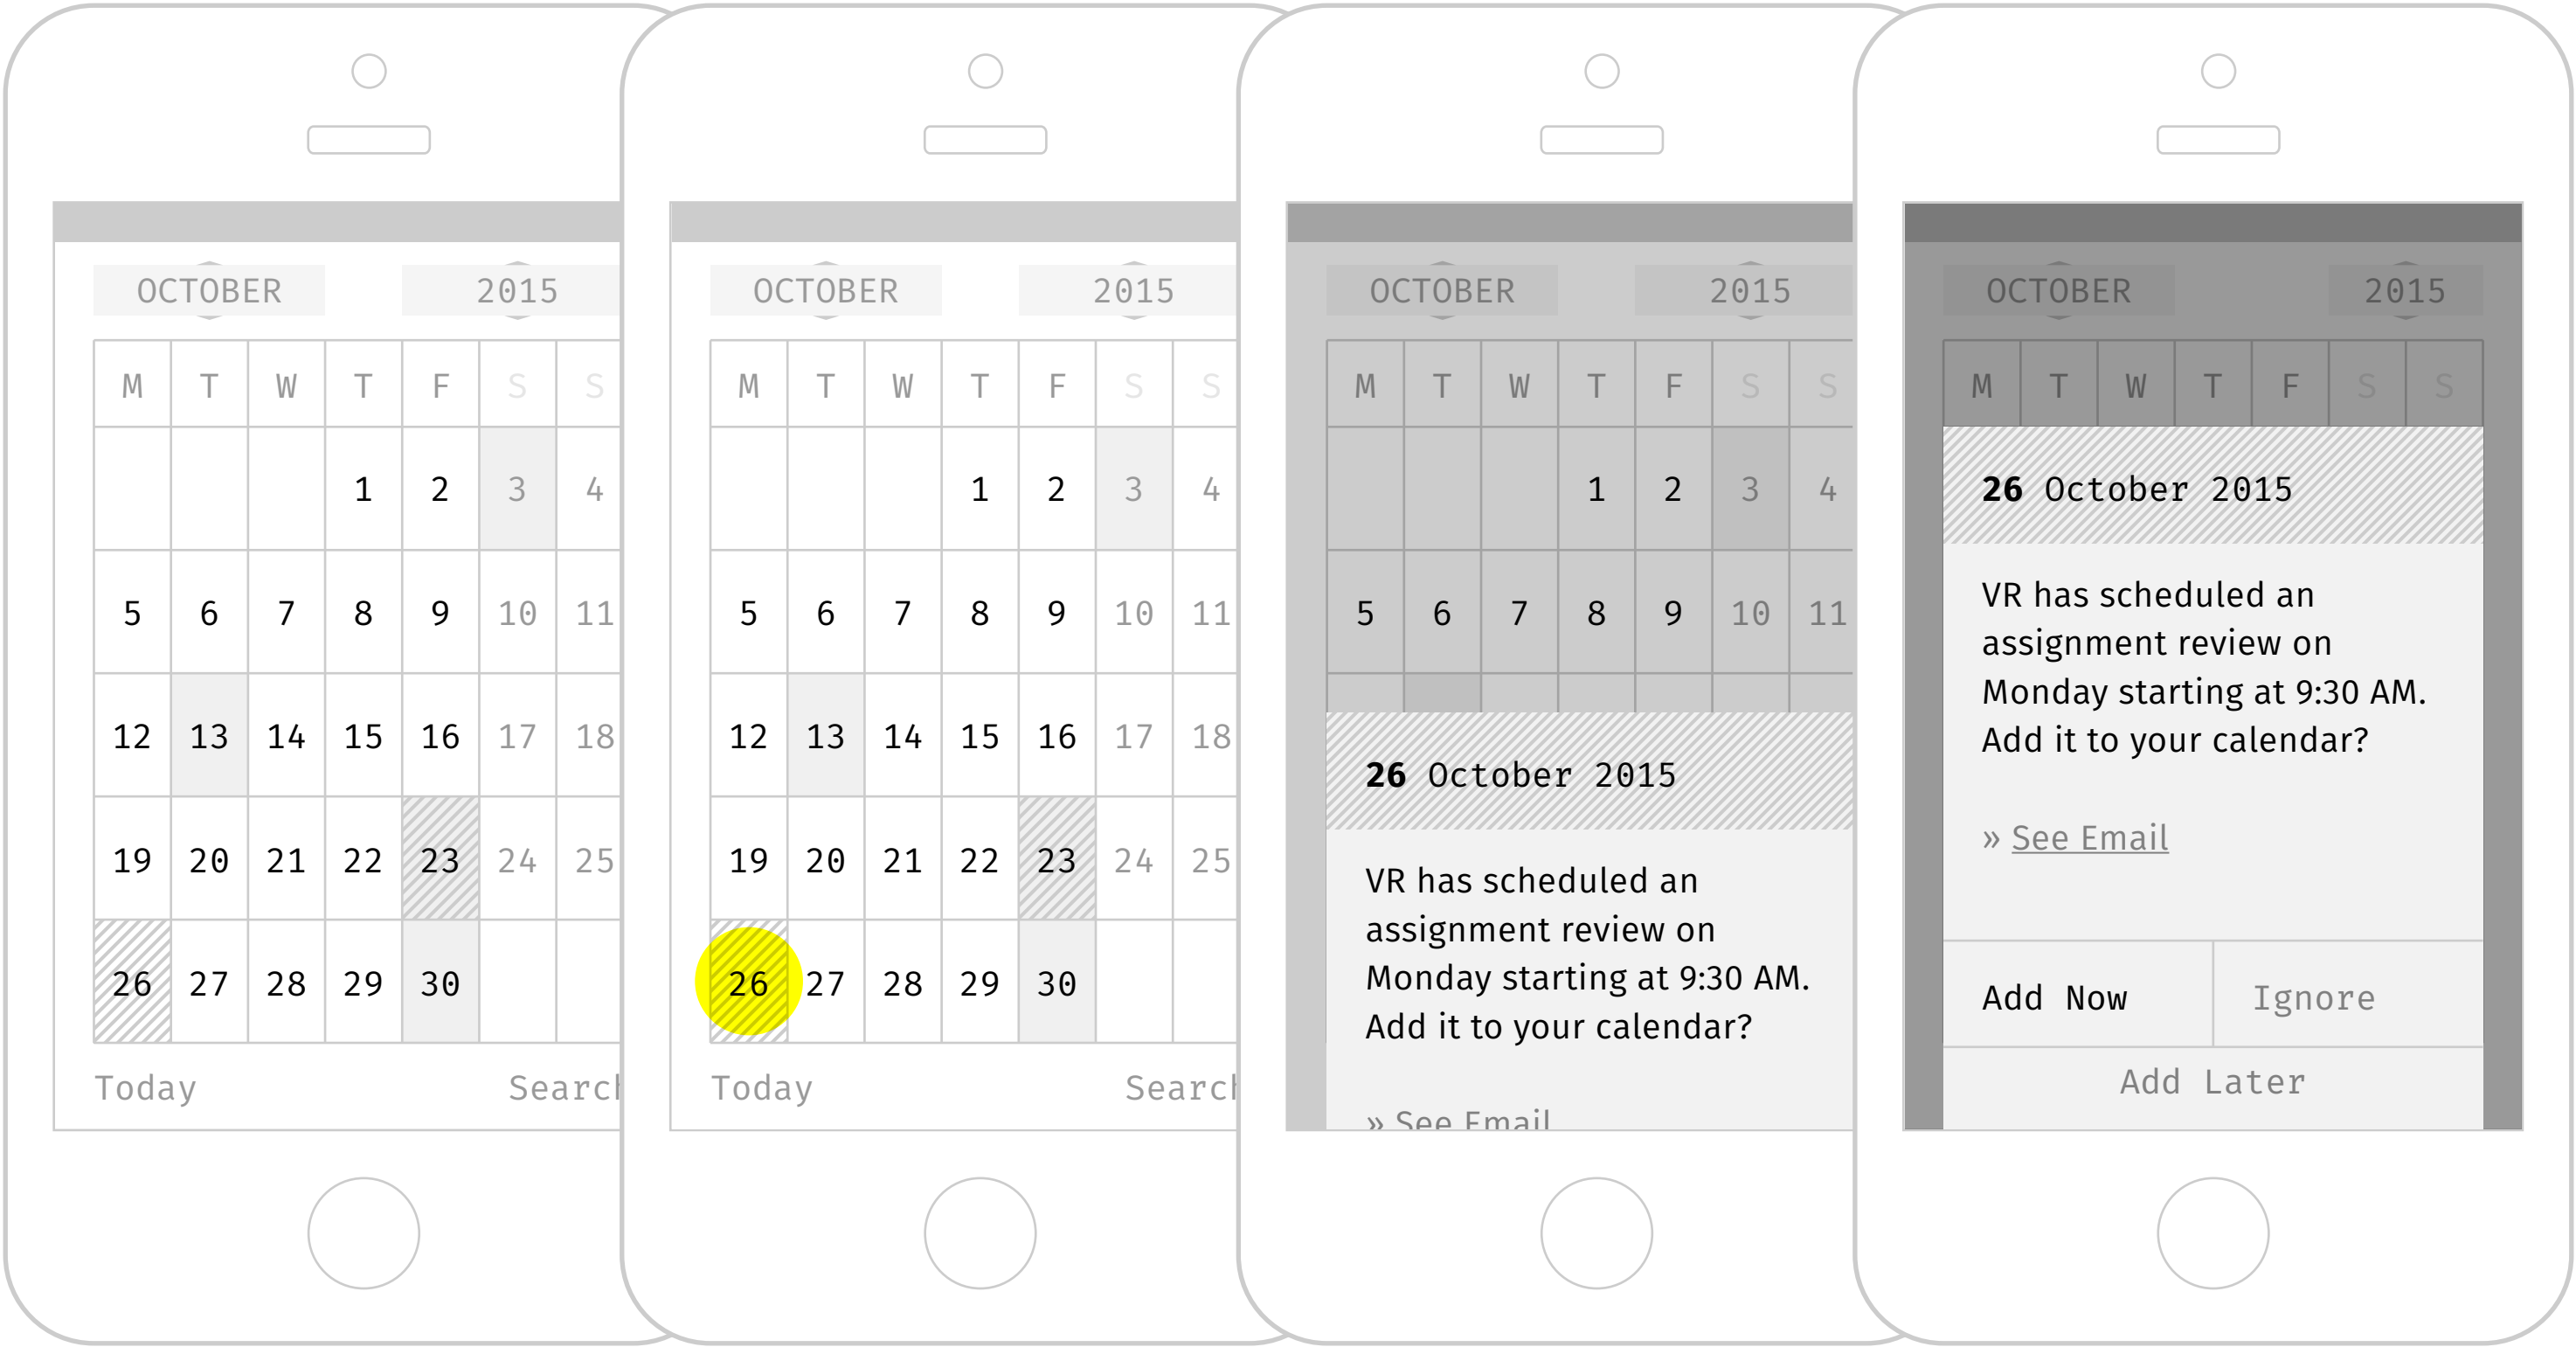 OCTOBER 2015
M T W T F S S
1 2 3 4
5 6 7 8 9 10 11
12 13 14 15 16 17 18
19 20 21 22 23 24 25
26 27 28 29 30
Today Search
OCTOBER 2015
M T W T F S S
1 2 3 4
5 6 7 8 9 10 11
12 13 14 15 16 17 18
19 20 21 22 23 24 25
26 27 28 29 30
Today Search
OCTOBER 2015
M T W T F S S
1 2 3 4
5 6 7 8 9 10 11
26 October 2015
VR has scheduled an
assignment review on
Monday starting at 9:30 AM.
Add it to your calendar?
» See Email
OCTOBER 2015
M T W T F S S
26 October 2015
VR has scheduled an
assignment review on
Monday starting at 9:30 AM.
Add it to your calendar?
» See Email
Add Now Ignore
Add Later